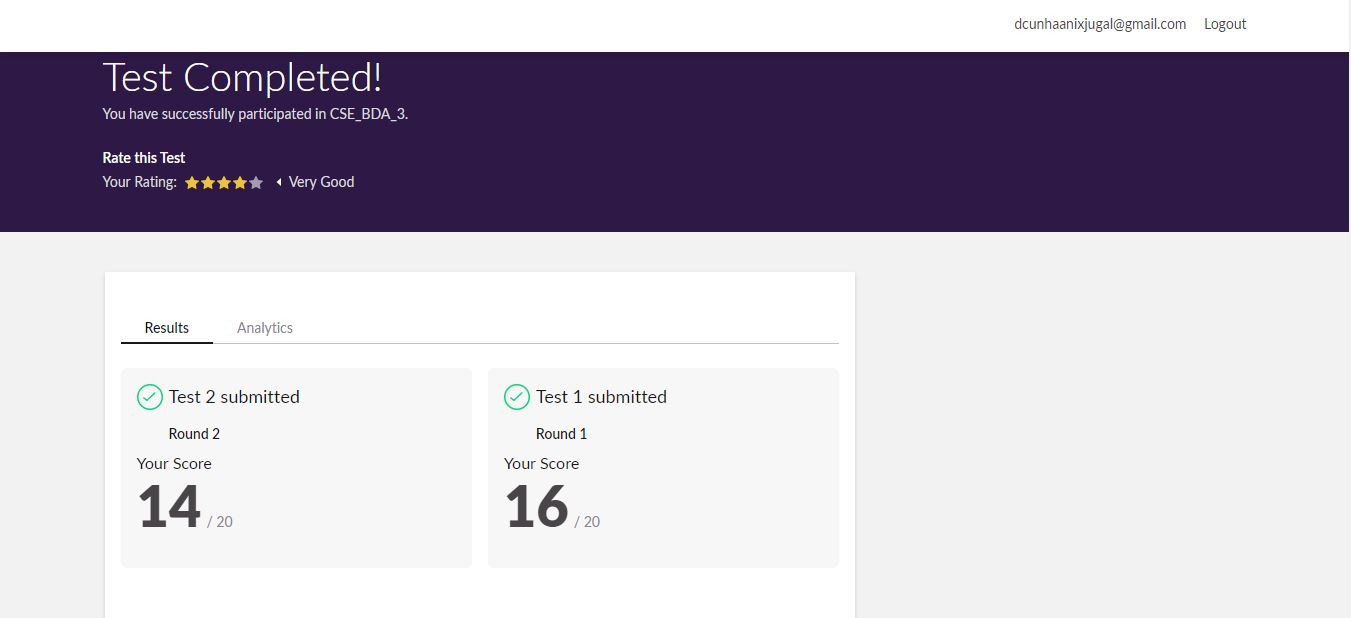 dcunhaanixjugal@gmail.com Logout
Test Completed!
You have successfully participated in CSE_BDA_3.
Rate this Test
Your Rating: Very Good
Results Analytics
Test 2 submitted
Round 2
Your Score
14 / 20
Test 1 submitted
Round 1
Your Score
16 / 20